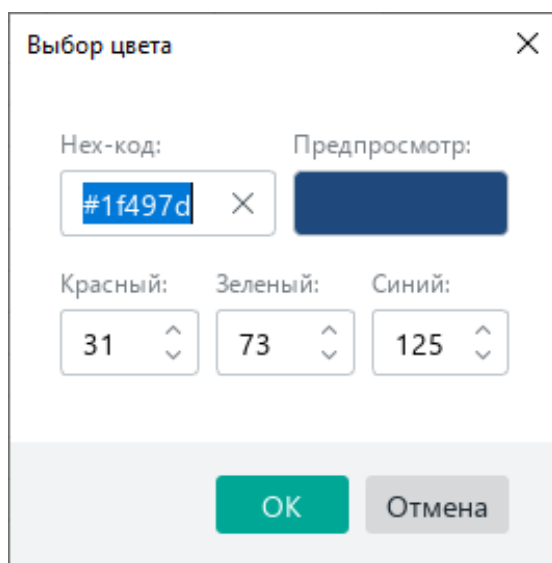 Выбор цвета
Hex-код: Предпросмотр:
#1f497d
Красный: Зеленый: Синий:
31 73 125
OK Отмена